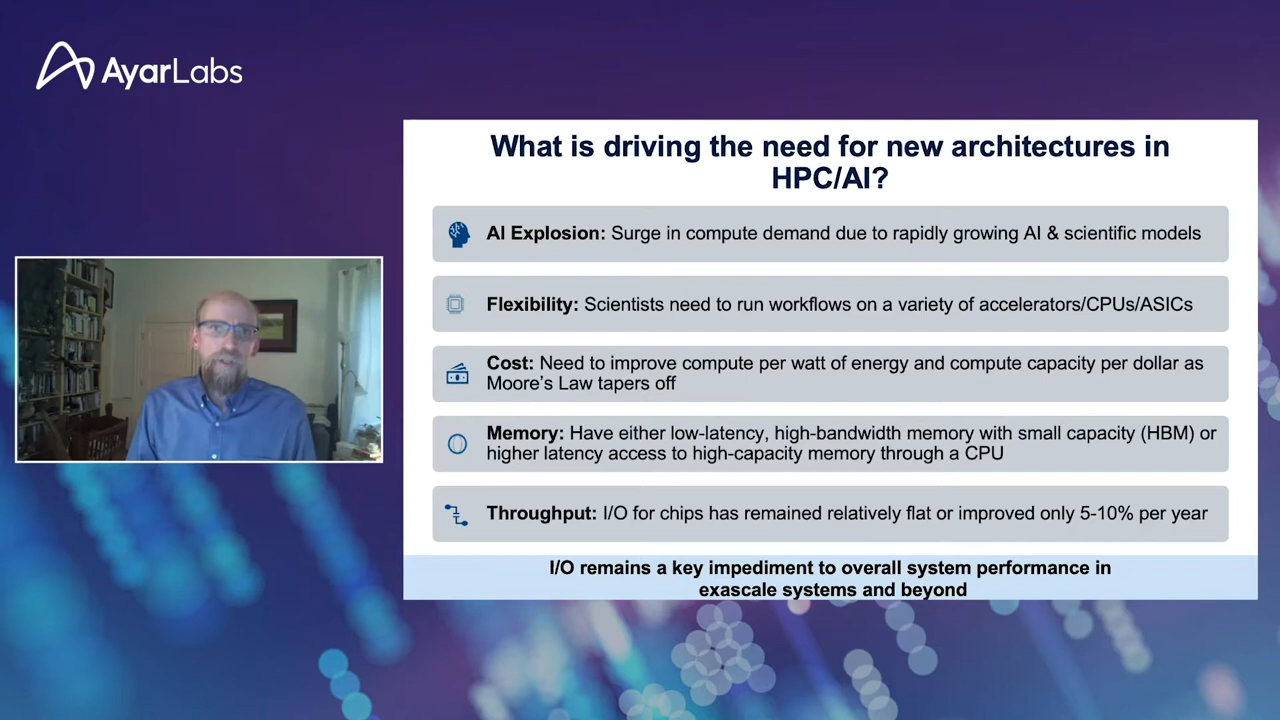 AyarLabs
What is driving the need for new architectures in
HPC/AI?
AI Explosion: Surge in compute demand due to rapidly growing AI & scientific models
Flexibility: Scientists need to run workflows on a variety of accelerators/CPUs/ASICs
Cost: Need to improve compute per watt of energy and compute capacity per dollar as
Moore's Law tapers off
Memory: Have either low-latency, high-bandwidth memory with small capacity (HBM) or
higher latency access to high-capacity memory through a CPU
Throughput: I/O for chips has remained relatively flat or improved only 5-10% per year
I/O remains a key impediment to overall system performance in
exascale systems and beyond